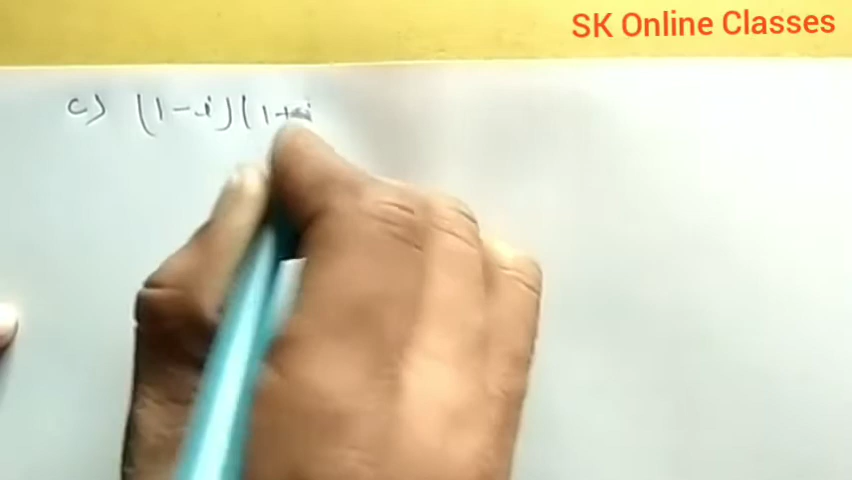 SK Online Classes
c) (1-i)(1+i